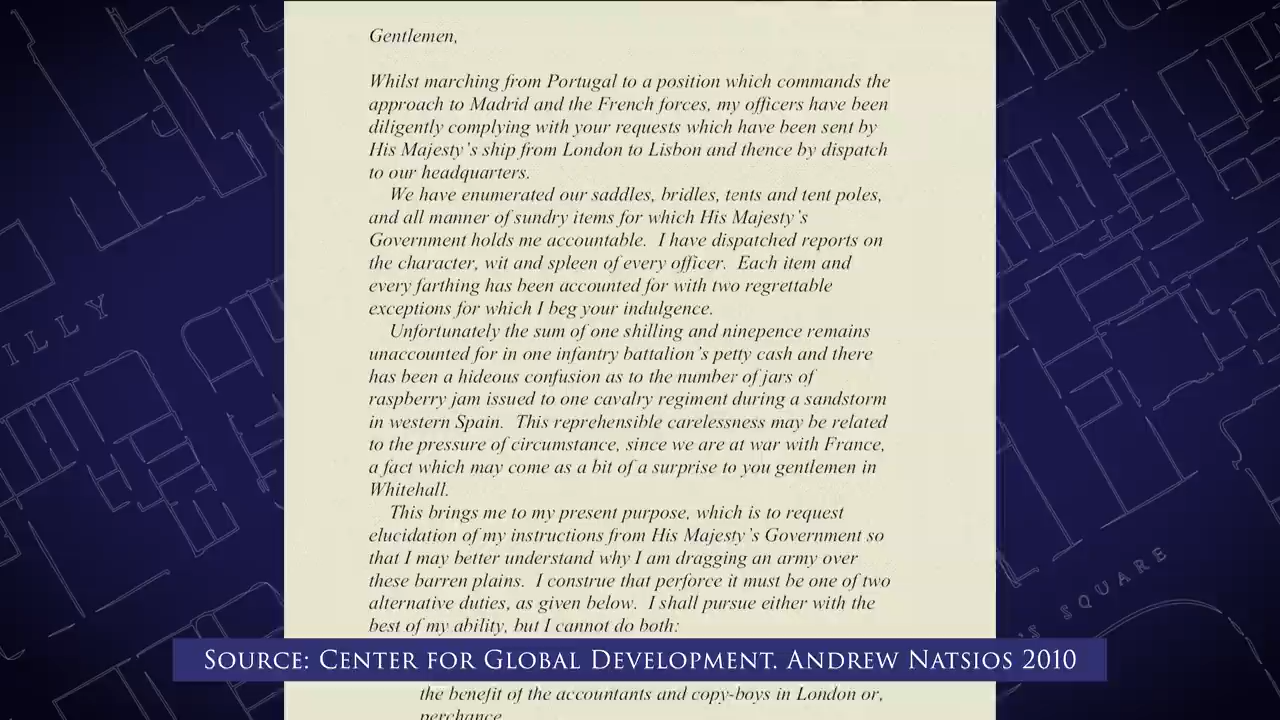 Gentlemen,
Whilst marching from Portugal to a position which commands the
approach to Madrid and the French forces, my officers have been
diligently complying with your requests which have been sent by
His Majesty's ship from London to Lisbon and thence by dispatch
to our headquarters.
We have enumerated our saddles, bridles, tents and tent poles,
and all manner of sundry items for which His Majesty's
Government holds me accountable. I have dispatched reports on
the character, wit and spleen of every officer. Each item and
every farthing has been accounted for with two regrettable
exceptions for which I beg your indulgence.
Unfortunately the sum of one shilling and ninepence remains
unaccounted for in one infantry battalion's petty cash and there
has been a hideous confusion as to the number of jars of
raspberry jam issued to one cavalry regiment during a sandstorm
in western Spain. This reprehensible carelessness may be related
to the pressure of circumstance, since we are at war with France,
a fact which may come as a bit of a surprise to you gentlemen in
Whitehall.
This brings me to my present purpose, which is to request
elucidation of my instructions from His Majesty's Government so
that I may better understand why I am dragging an army over
these barren plains. I construe that perforce it must be one of two
alternative duties, as given below. I shall pursue either with the
best of my ability, but I cannot do both:
Source: Center for Global Development. Andrew Natsios 2010
the benefit of the accountants and copy-boys in London or,
perchance
ILLY
SQUARE